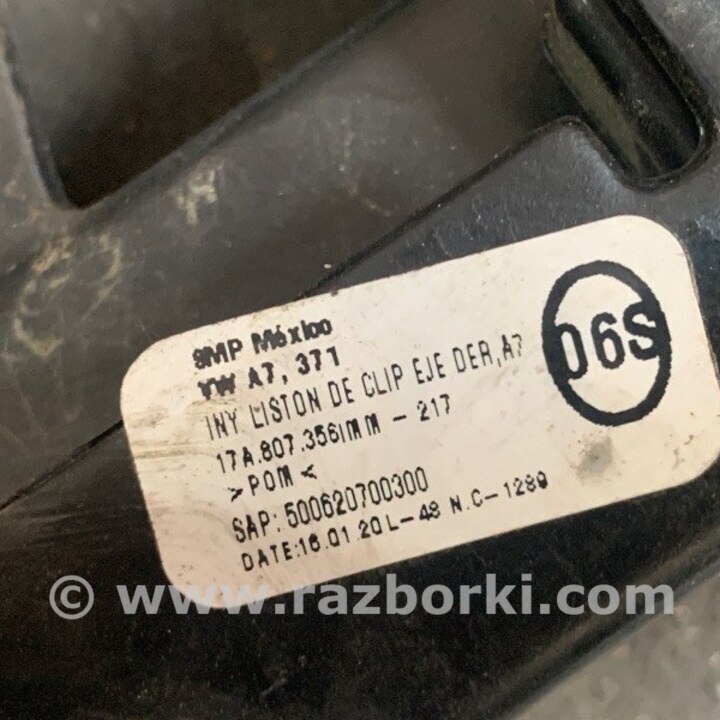 SMP México
VW A7, 371
INY LISTON DE CLIP EJE DER,A7
17A.807.356/MM - 217
>POM<
SAP: 500620700300
DATE:16.01.20 L-48 N.C-1289
06S
© www.razborki.com